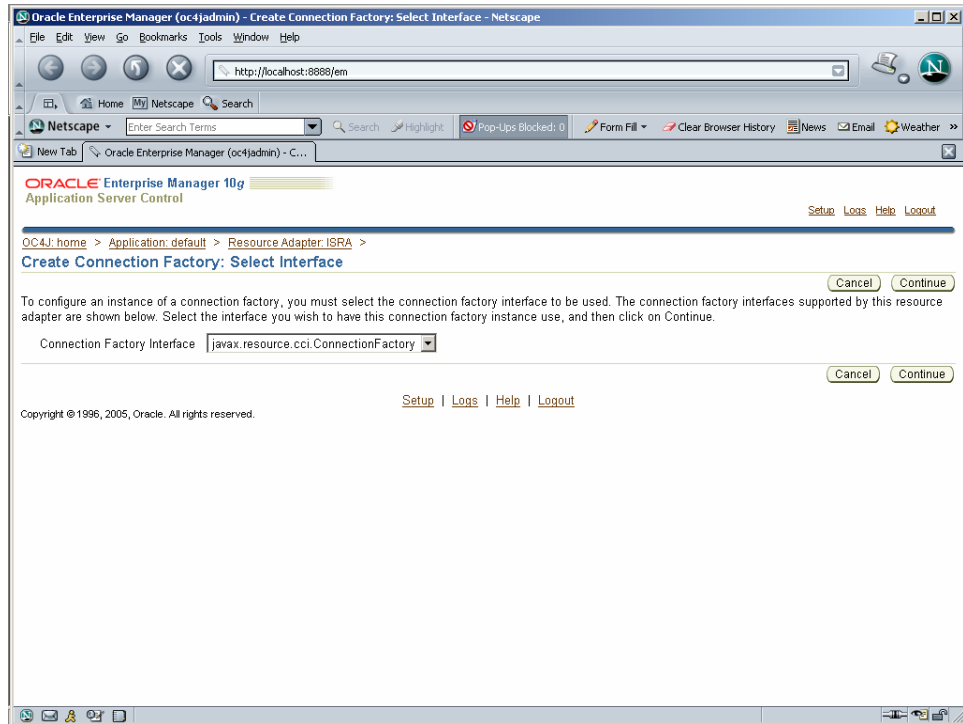 Oracle Enterprise Manager (oc4jadmin) - Create Connection Factory: Select Interface - Netscape
File Edit View Go Bookmarks Tools Window Help
http://localhost:8888/em
Home My Netscape Search
Netscape Enter Search Terms Search Highlight Pop-Ups Blocked: 0 Form Fill Clear Browser History News Email Weather »
New Tab Oracle Enterprise Manager (oc4jadmin) - C...
ORACLE Enterprise Manager 10g
Application Server Control
Setup Logs Help Logout
OC4J: home > Application: default > Resource Adapter: ISRA >
Create Connection Factory: Select Interface
Cancel Continue
To configure an instance of a connection factory, you must select the connection factory interface to be used. The connection factory interfaces supported by this resource
adapter are shown below. Select the interface you wish to have this connection factory instance use, and then click on Continue.
Connection Factory Interface javax.resource.cci.ConnectionFactory
Cancel Continue
Setup | Logs | Help | Logout
Copyright © 1996, 2005, Oracle. All rights reserved.